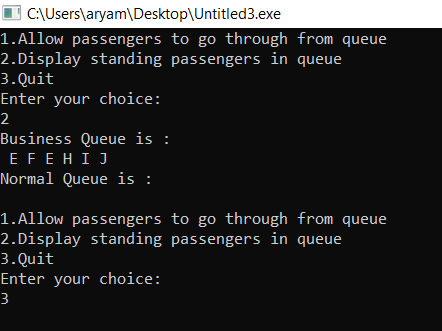 C:\Users\aryam\Desktop\Untitled3.exe
1.Allow passengers to go through from queue
2.Display standing passengers in queue
3.Quit
Enter your choice:
2
Business Queue is :
 E F E H I J
Normal Queue is :

1.Allow passengers to go through from queue
2.Display standing passengers in queue
3.Quit
Enter your choice:
3